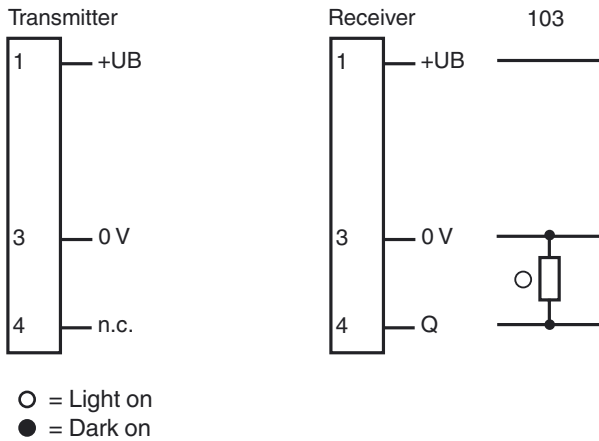 Transmitter
1 +UB
3 0 V
4 n.c.
Receiver
1 +UB
3 0 V
4 Q
103
= Light on
= Dark on